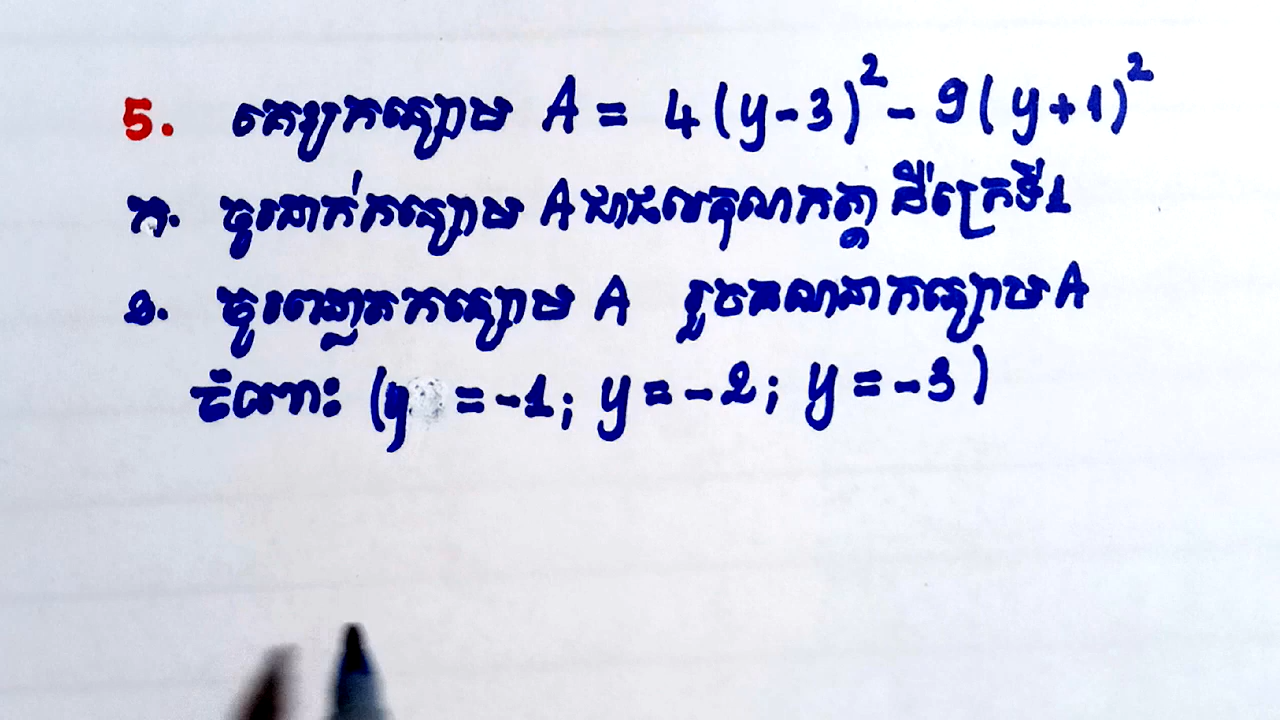 5. គេឲ្យកន្សោម A = 4(y-3)² - 9(y+1)²
ក. ចូរដាក់កន្សោម A ជាផលគុណកត្តា ដឺក្រេទី1
ខ. ចូរពន្លាតកន្សោម A រួចគណនាកន្សោម A
ចំពោះ (y = -1; y = -2; y = -3)